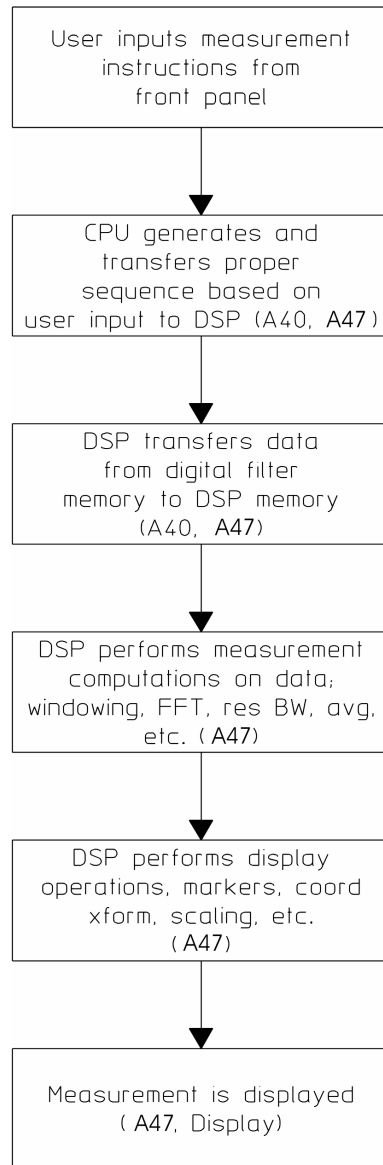 User inputs measurement
instructions from
front panel
CPU generates and
transfers proper
sequence based on
user input to DSP (A40, A47)
DSP transfers data
from digital filter
memory to DSP memory
(A40, A47)
DSP performs measurement
computations on data;
windowing, FFT, res BW, avg,
etc. (A47)
DSP performs display
operations, markers, coord
xform, scaling, etc.
(A47)
Measurement is displayed
(A47, Display)